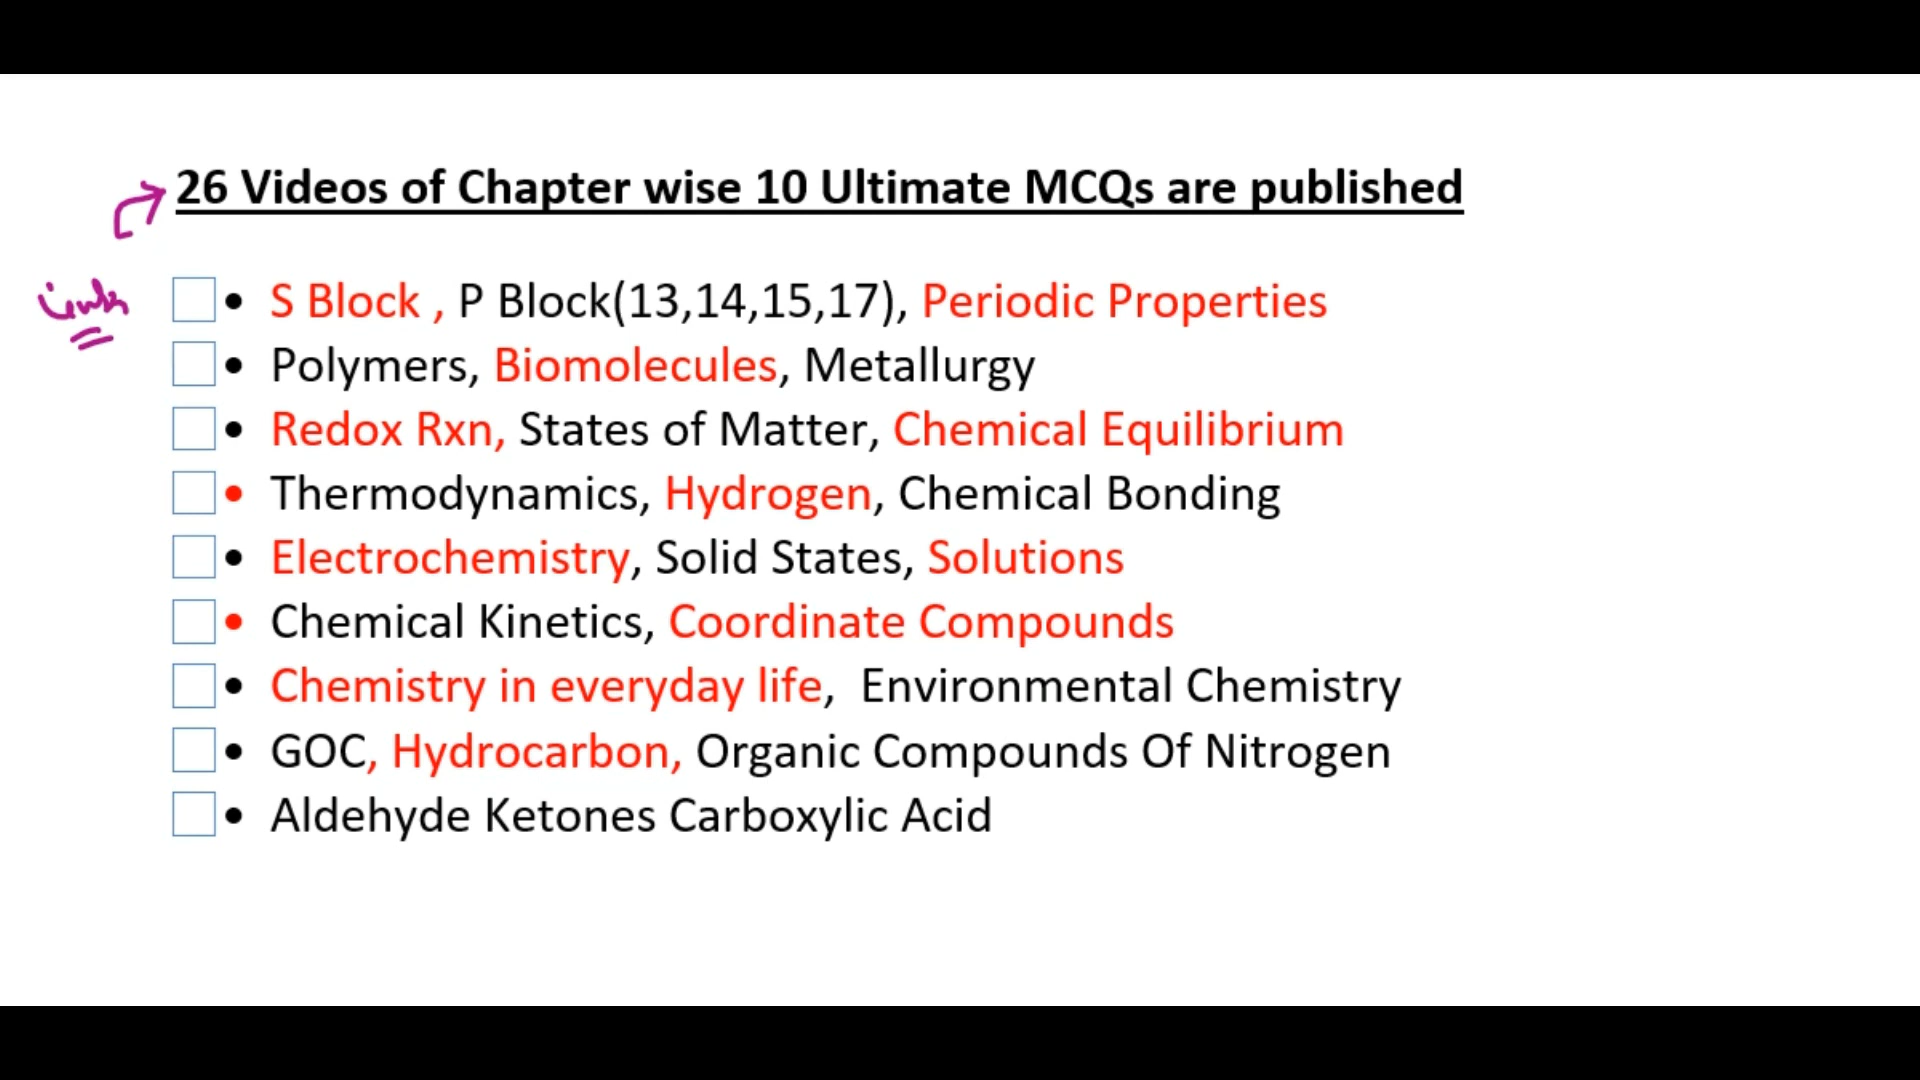 26 Videos of Chapter wise 10 Ultimate MCQs are published
• S Block , P Block(13,14,15,17), Periodic Properties
• Polymers, Biomolecules, Metallurgy
• Redox Rxn, States of Matter, Chemical Equilibrium
• Thermodynamics, Hydrogen, Chemical Bonding
• Electrochemistry, Solid States, Solutions
• Chemical Kinetics, Coordinate Compounds
• Chemistry in everyday life, Environmental Chemistry
• GOC, Hydrocarbon, Organic Compounds Of Nitrogen
• Aldehyde Ketones Carboxylic Acid